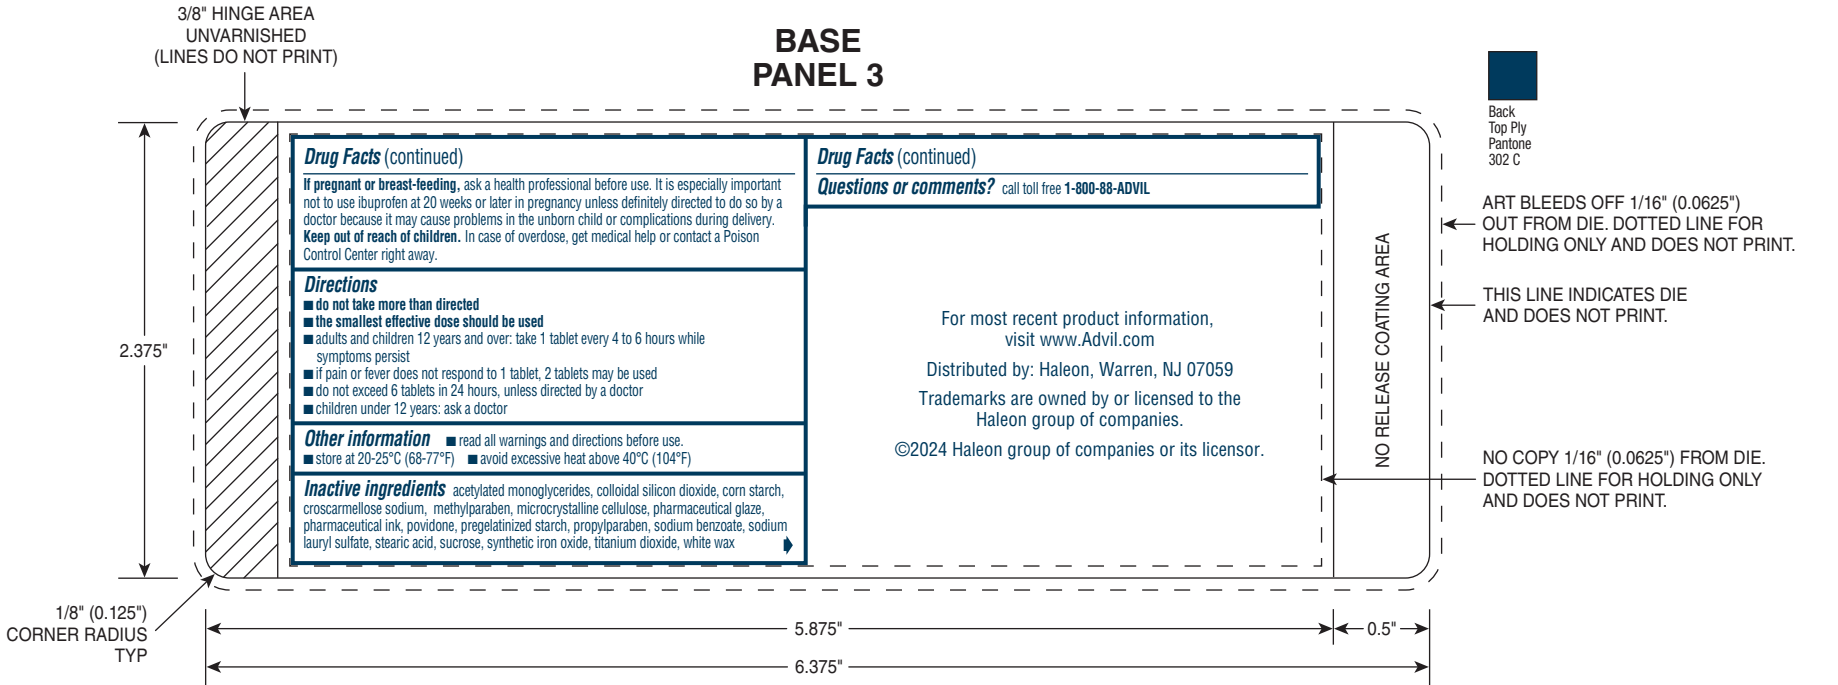 3/8" HINGE AREA
UNVARNISHED
(LINES DO NOT PRINT)
BASE
PANEL 3
Back
Top Ply
Pantone
302 C
2.375"
Drug Facts (continued)
If pregnant or breast-feeding, ask a health professional before use. It is especially important
not to use ibuprofen at 20 weeks or later in pregnancy unless definitely directed to do so by a
doctor because it may cause problems in the unborn child or complications during delivery.
Keep out of reach of children. In case of overdose, get medical help or contact a Poison
Control Center right away.
Directions
■ do not take more than directed
■ the smallest effective dose should be used
■ adults and children 12 years and over: take 1 tablet every 4 to 6 hours while
symptoms persist
■ if pain or fever does not respond to 1 tablet, 2 tablets may be used
■ do not exceed 6 tablets in 24 hours, unless directed by a doctor
■ children under 12 years: ask a doctor
Other information ■ read all warnings and directions before use.
■ store at 20-25°C (68-77°F) ■ avoid excessive heat above 40°C (104°F)
Inactive ingredients acetylated monoglycerides, colloidal silicon dioxide, corn starch,
croscarmellose sodium, methylparaben, microcrystalline cellulose, pharmaceutical glaze,
pharmaceutical ink, povidone, pregelatinized starch, propylparaben, sodium benzoate, sodium
lauryl sulfate, stearic acid, sucrose, synthetic iron oxide, titanium dioxide, white wax
Drug Facts (continued)
Questions or comments? call toll free 1-800-88-ADVIL
For most recent product information,
visit www.Advil.com
Distributed by: Haleon, Warren, NJ 07059
Trademarks are owned by or licensed to the
Haleon group of companies.
©2024 Haleon group of companies or its licensor.
NO RELEASE COATING AREA
ART BLEEDS OFF 1/16" (0.0625")
OUT FROM DIE. DOTTED LINE FOR
HOLDING ONLY AND DOES NOT PRINT.
THIS LINE INDICATES DIE
AND DOES NOT PRINT.
NO COPY 1/16" (0.0625") FROM DIE.
DOTTED LINE FOR HOLDING ONLY
AND DOES NOT PRINT.
1/8" (0.125")
CORNER RADIUS
TYP
5.875"
0.5"
6.375"